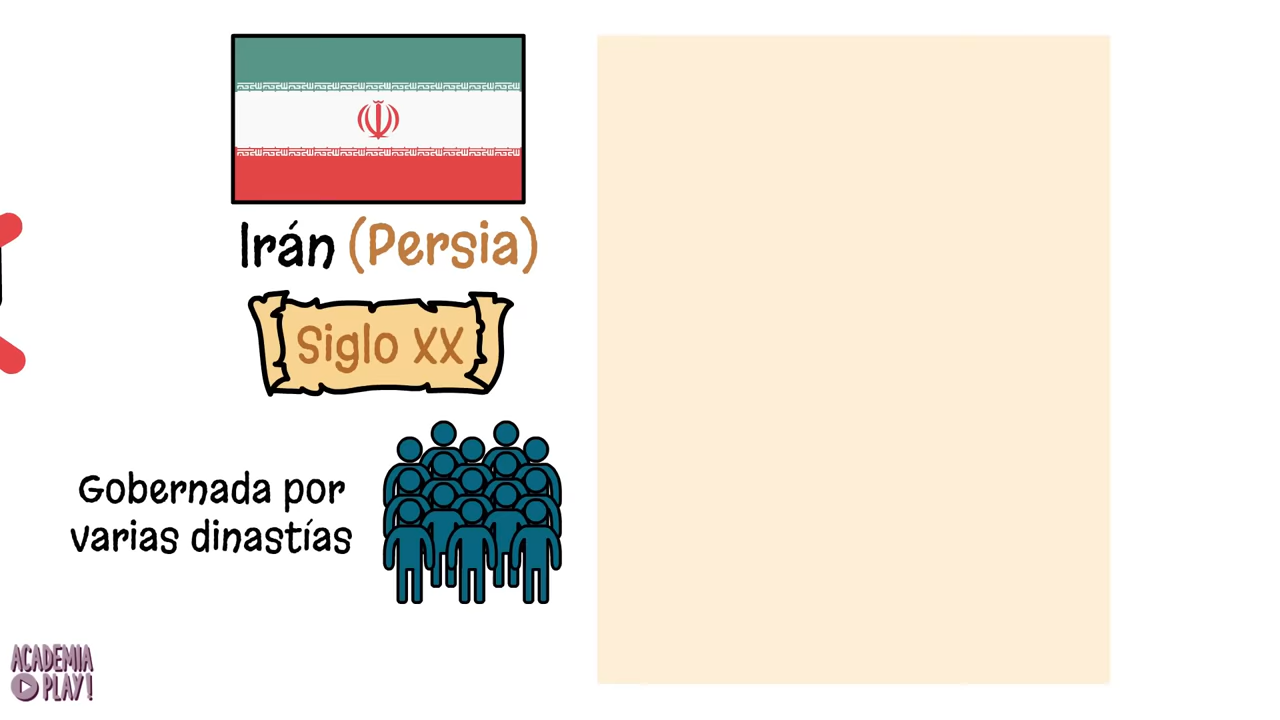 Irán (Persia)
Siglo XX
Gobernada por
varias dinastías
ACADEMIA
PLAY!